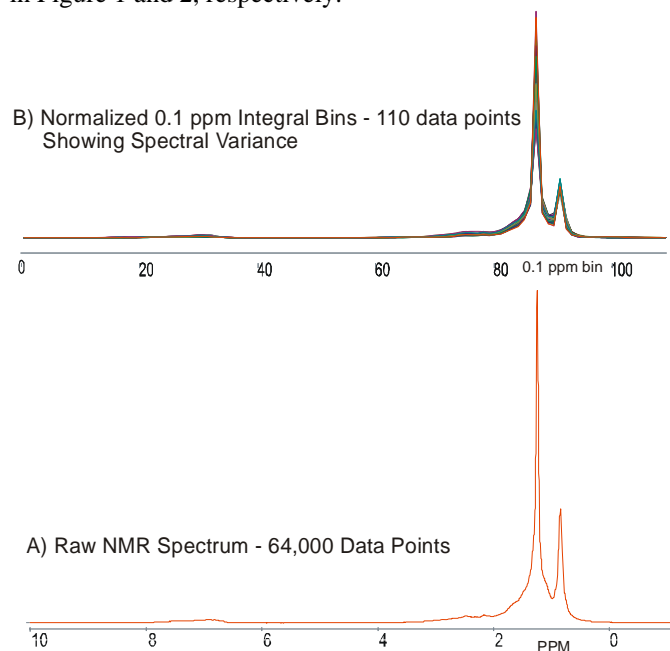 in Figure 1 and 2, respectively.
B) Normalized 0.1 ppm Integral Bins - 110 data points
Showing Spectral Variance
0 20 40 60 80 0.1 ppm bin 100
A) Raw NMR Spectrum - 64,000 Data Points
10 8 6 4 2 PPM 0